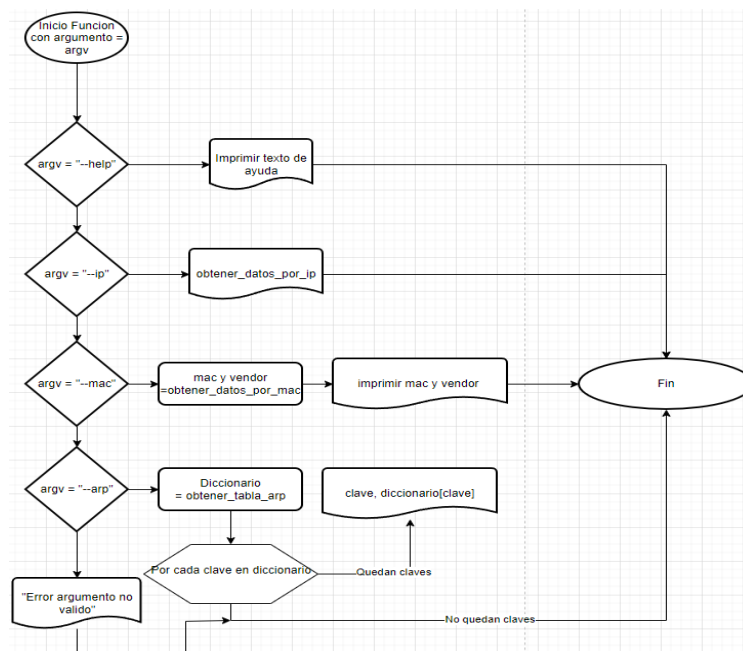 Inicio Funcion
con argumento =
argv
argv = "--help"
Imprimir texto de
ayuda
argv = "--ip"
obtener_datos_por_ip
argv = "--mac"
mac y vendor
=obtener_datos_por_mac
imprimir mac y vendor
Fin
argv = "--arp"
Diccionario
= obtener_tabla_arp
clave, diccionario[clave]
Por cada clave en diccionario
Quedan claves
"Error argumento no
valido"
No quedan claves